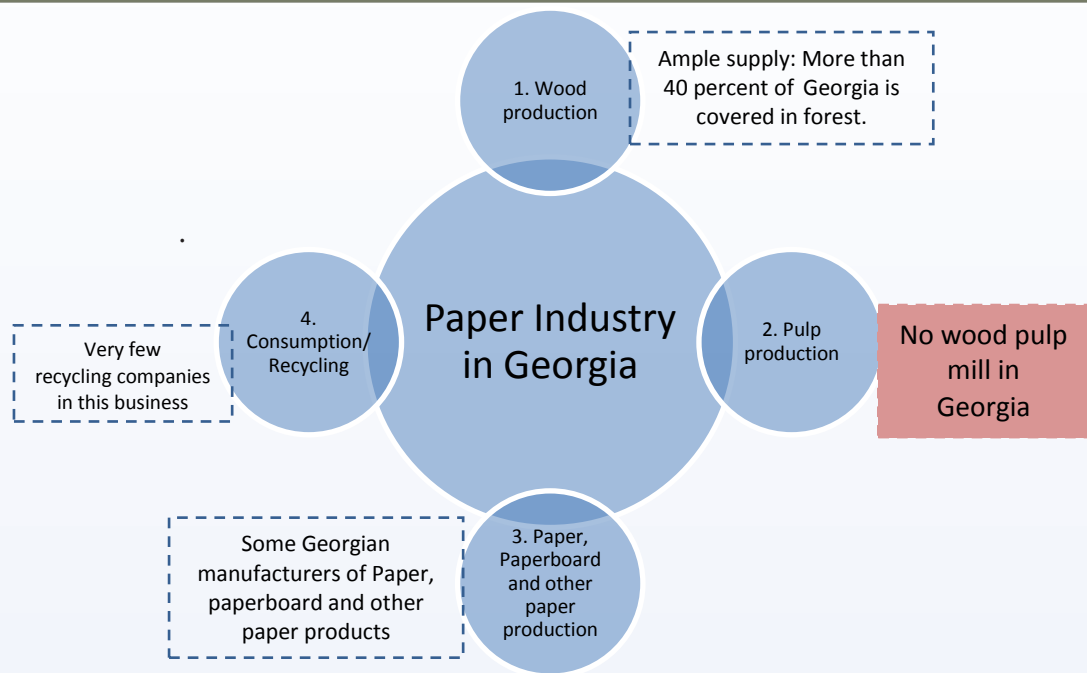 1. Wood
production
Ample supply: More than
40 percent of Georgia is
covered in forest.
Paper Industry
in Georgia
2. Pulp
production
No wood pulp
mill in
Georgia
3. Paper,
Paperboard
and other
paper
production
Some Georgian
manufacturers of Paper,
paperboard and other
paper products
4.
Consumption/
Recycling
Very few
recycling companies
in this business
.